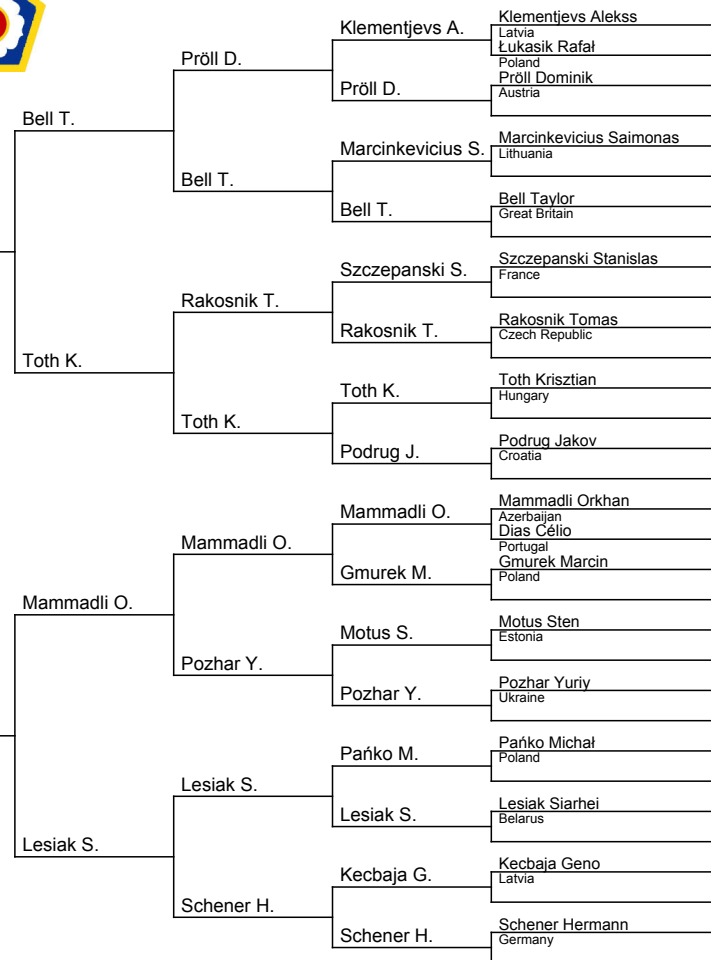 Klementjevs Alekss
Klementjevs A.
Latvia
Łukasik Rafał
Pröll D.
Poland
Pröll Dominik
Pröll D.
Austria
Bell T.
Marcinkevicius Saimonas
Marcinkevicius S.
Lithuania
Bell T.
Bell Taylor
Bell T.
Great Britain
Szczepanski Stanislas
Szczepanski S.
France
Rakosnik T.
Rakosnik Tomas
Rakosnik T.
Czech Republic
Toth K.
Toth Krisztian
Toth K.
Hungary
Toth K.
Podrug Jakov
Podrug J.
Croatia
Mammadli Orkhan
Mammadli O.
Azerbaijan
Dias Célio
Mammadli O.
Portugal
Gmurek Marcin
Gmurek M.
Poland
Mammadli O.
Motus Sten
Motus S.
Estonia
Pozhar Y.
Pozhar Yuriy
Pozhar Y.
Ukraine
Pańko Michał
Pańko M.
Poland
Lesiak S.
Lesiak Siarhei
Lesiak S.
Belarus
Lesiak S.
Kecbaja Geno
Kecbaja G.
Latvia
Schener H.
Schener Hermann
Schener H.
Germany